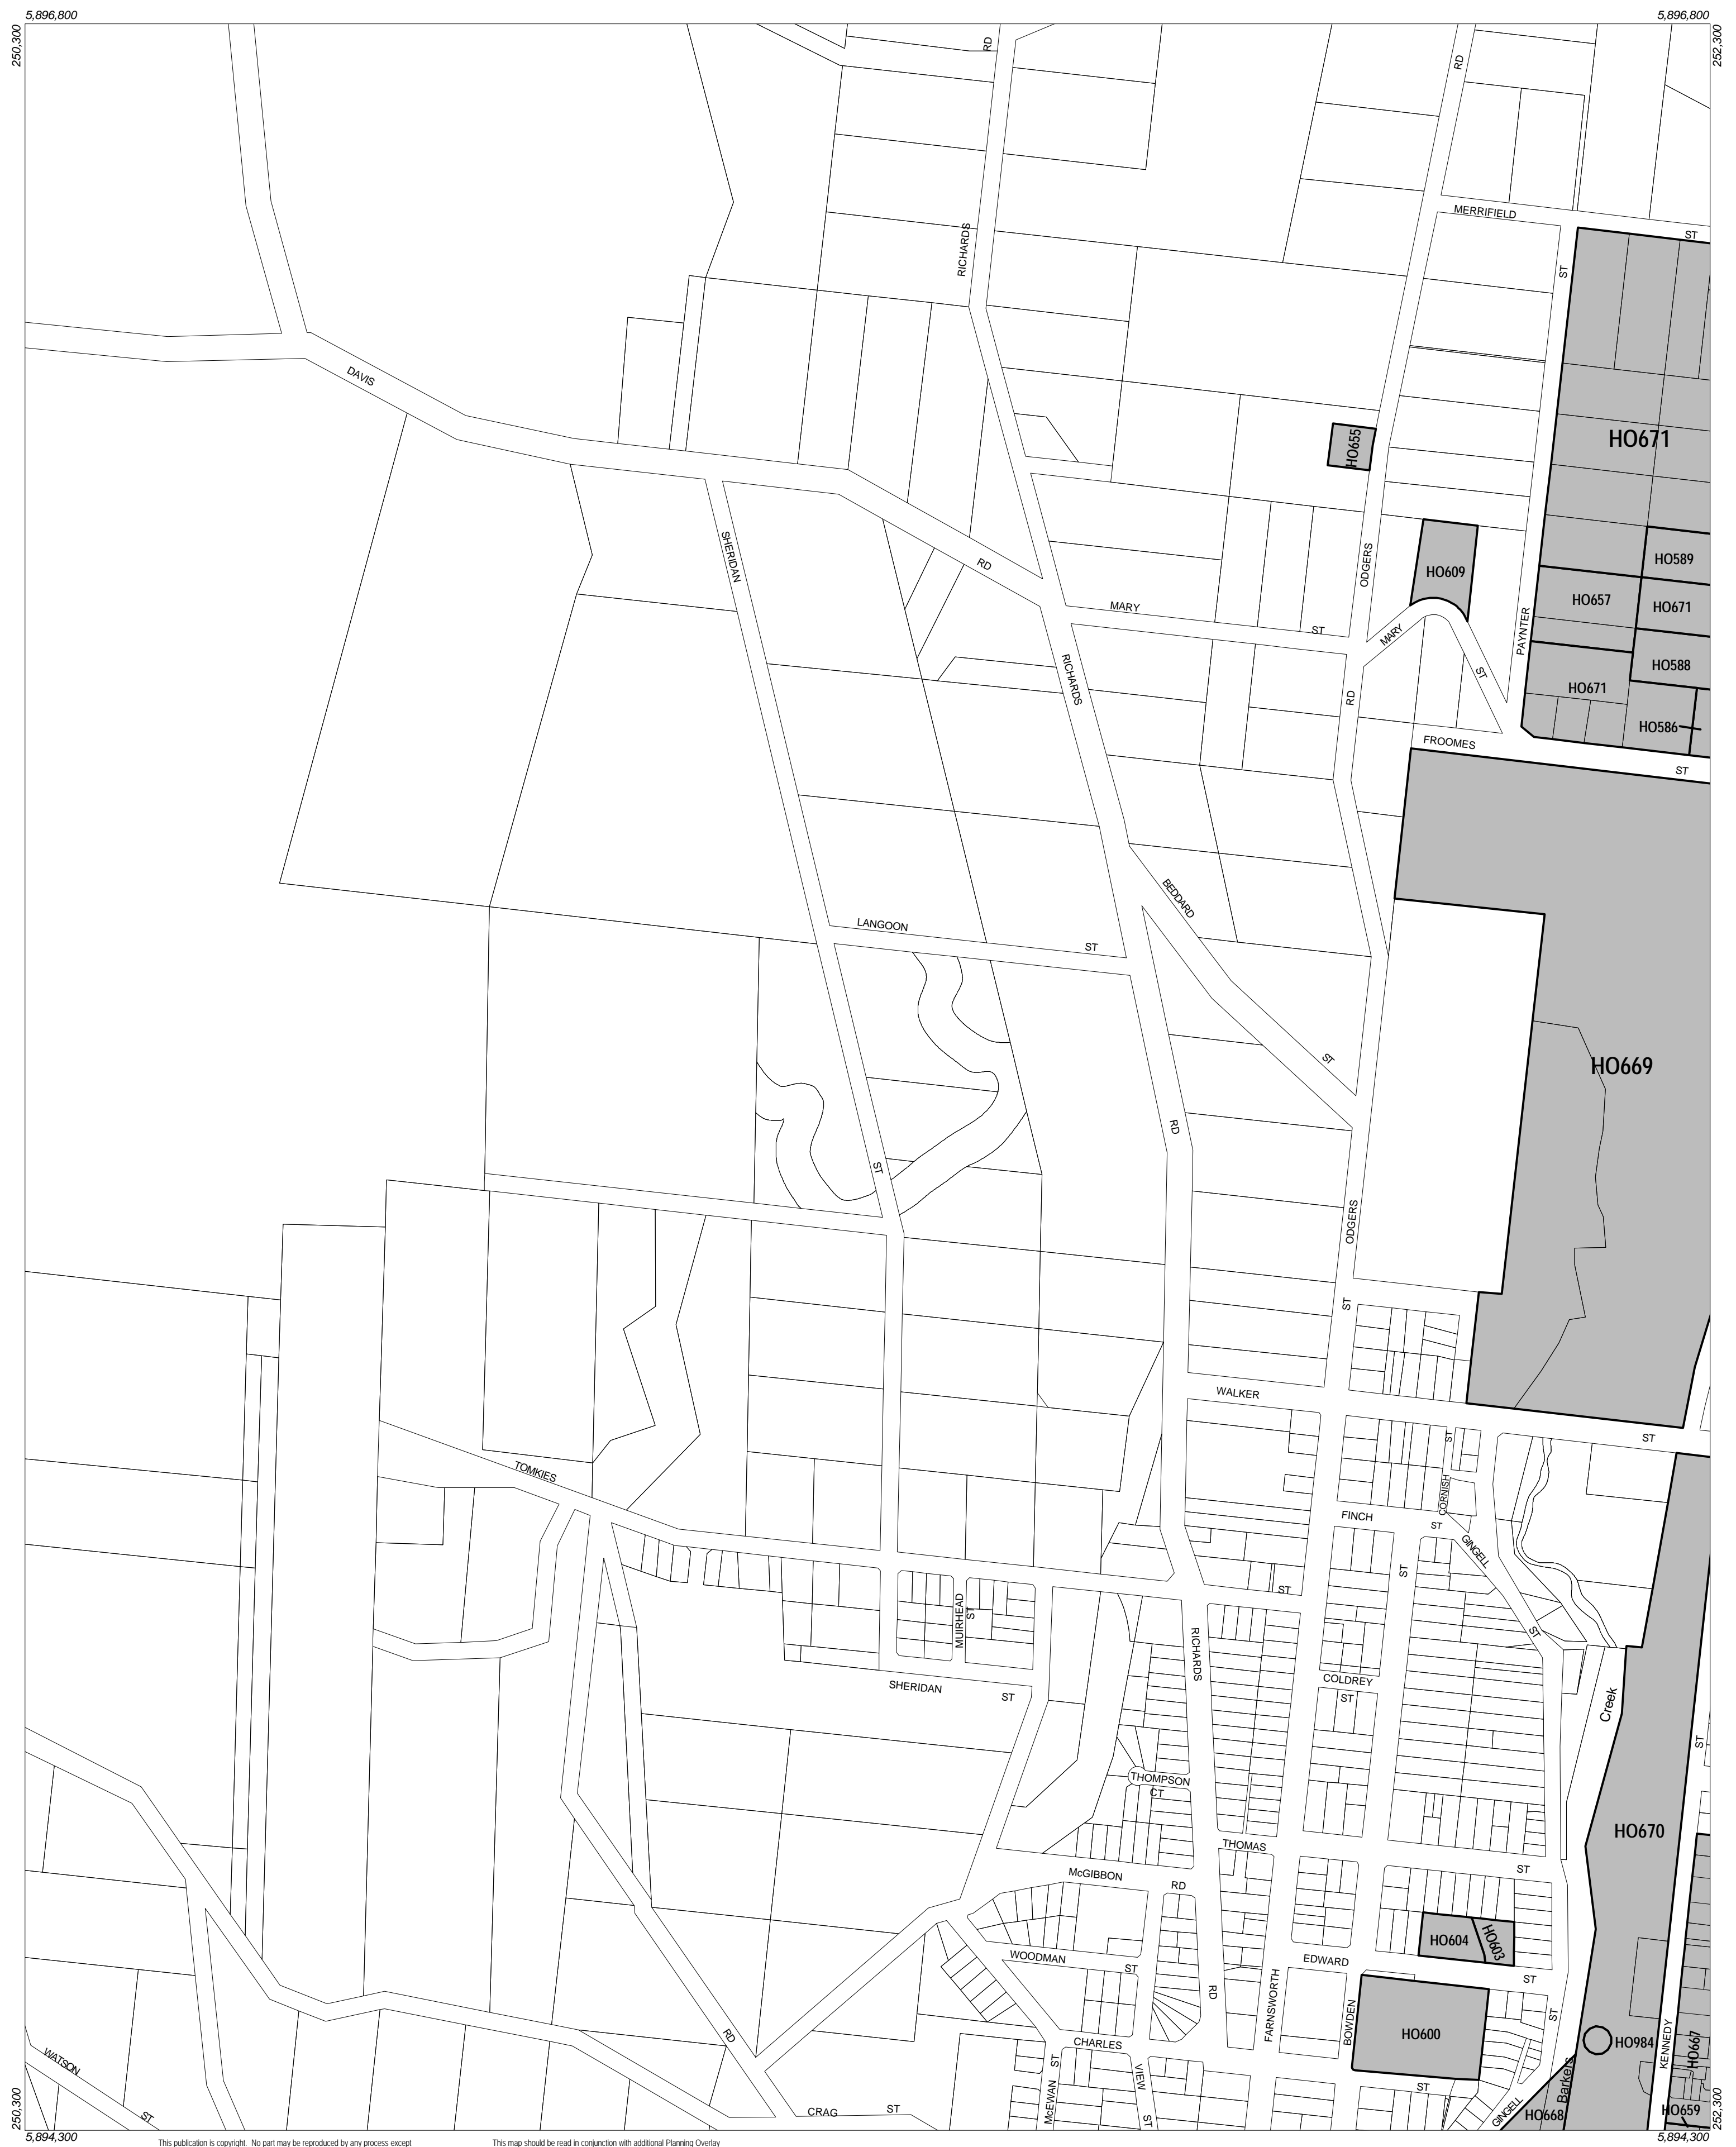 5,896,800
5,896,800
250,300
252,300
RD
RD
MERRIFIELD
ST
RICHARDS
ST
DAVIS
HO671
HO655
SHERIDAN
RD
ODGERS
HO609
HO589
HO657
HO671
MARY
ST
MARY
PAYNTER
ST
HO588
RICHARDS
RD
HO671
HO586
FROOMES
ST
BEDDARD
LANGOON
ST
ST
HO669
RD
ST
ODGERS
ST
WALKER
ST
ST
TOMKIES
CORNISH
FINCH
ST
GINGELL
ST
ST
MUIRHEAD
ST
RICHARDS
ST
COLDREY
ST
SHERIDAN
ST
Creek
ST
THOMPSON
CT
HO670
THOMAS
ST
McGIBBON
RD
HO604
HO603
WOODMAN
ST
EDWARD
ST
RD
FARNSWORTH
BOWDEN
ST
HO600
HO984
KENNEDY
HO667
RD
CHARLES
ST
VIEW
ST
McEWAN
ST
WATSON
ST
CRAG
ST
GINGELL
HO668
Barkers
HO659
250,300
252,300
5,894,300
5,894,300
This publication is copyright. No part may be reproduced by any process except
This map should be read in conjunction with additional Planning Overlay